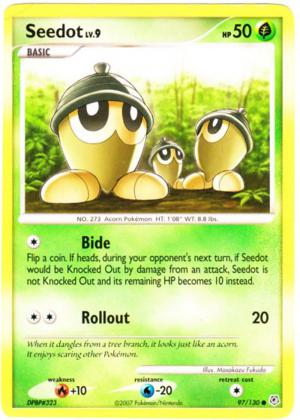 Seedot LV.9 HP 50
BASIC
NO. 273 Acorn Pokémon HT: 1'08" WT: 8.8 lbs.
Bide
Flip a coin. If heads, during your opponent's next turn, if Seedot
would be Knocked Out by damage from an attack, Seedot is
not Knocked Out and its remaining HP becomes 10 instead.
Rollout 20
When it dangles from a tree branch, it looks just like an acorn.
It enjoys scaring other Pokémon.
Illus. Masakazu Fukuda
weakness resistance retreat cost
+10 -20
DPBP#323 ©2007 Pokémon/Nintendo 97/130